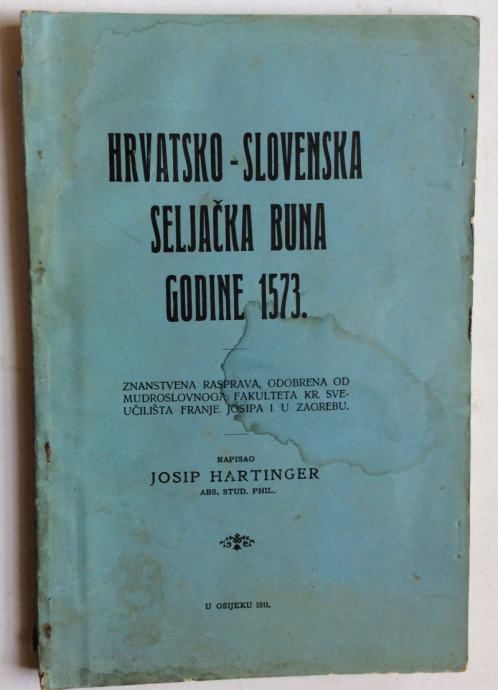 HRVATSKO-SLOVENSKA
SELJAČKA BUNA
GODINE 1573.
ZNANSTVENA RASPRAVA, ODOBRENA OD
MUDROSLOVNOGA FAKULTETA KR. SVE-
UČILIŠTA FRANJE JOSIPA I. U ZAGREBU.
NAPISAO
JOSIP HARTINGER
ABS. STUD. PHIL.
U OSIJEKU 1911.